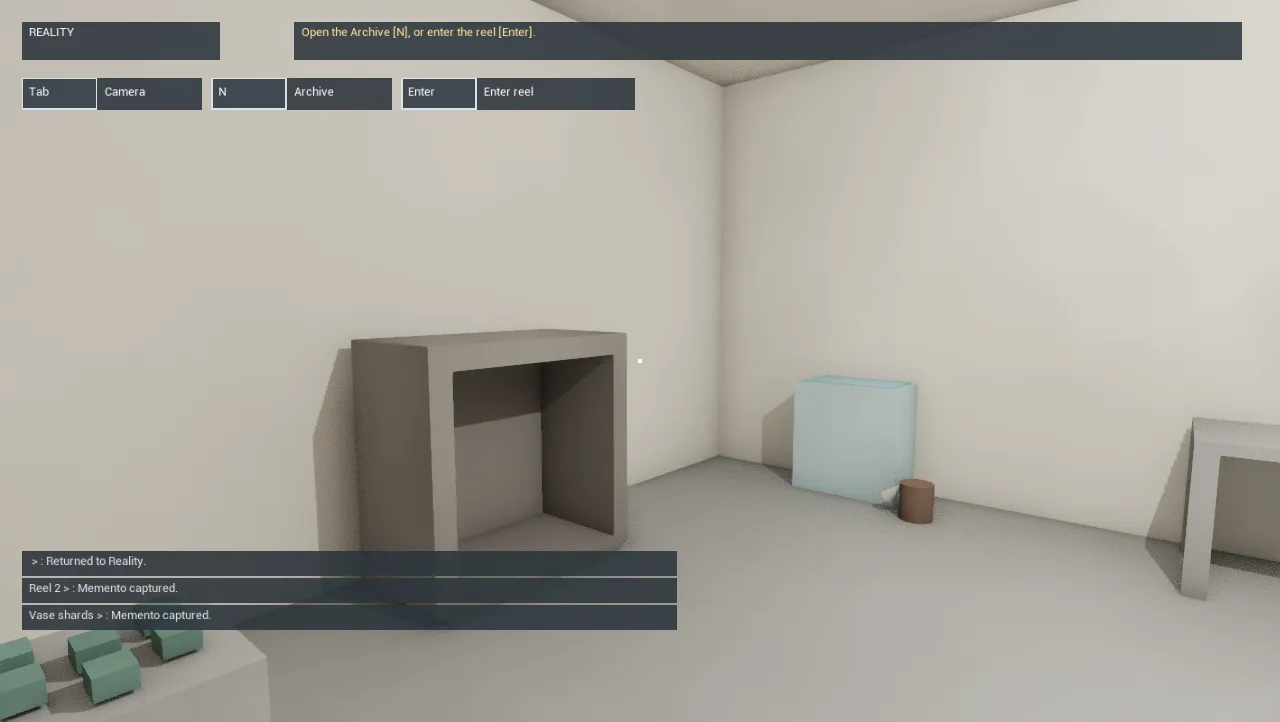 REALITY
Open the Archive [N], or enter the reel [Enter].
Tab Camera N Archive Enter Enter reel
> : Returned to Reality.
Reel 2 > : Memento captured.
Vase shards > : Memento captured.